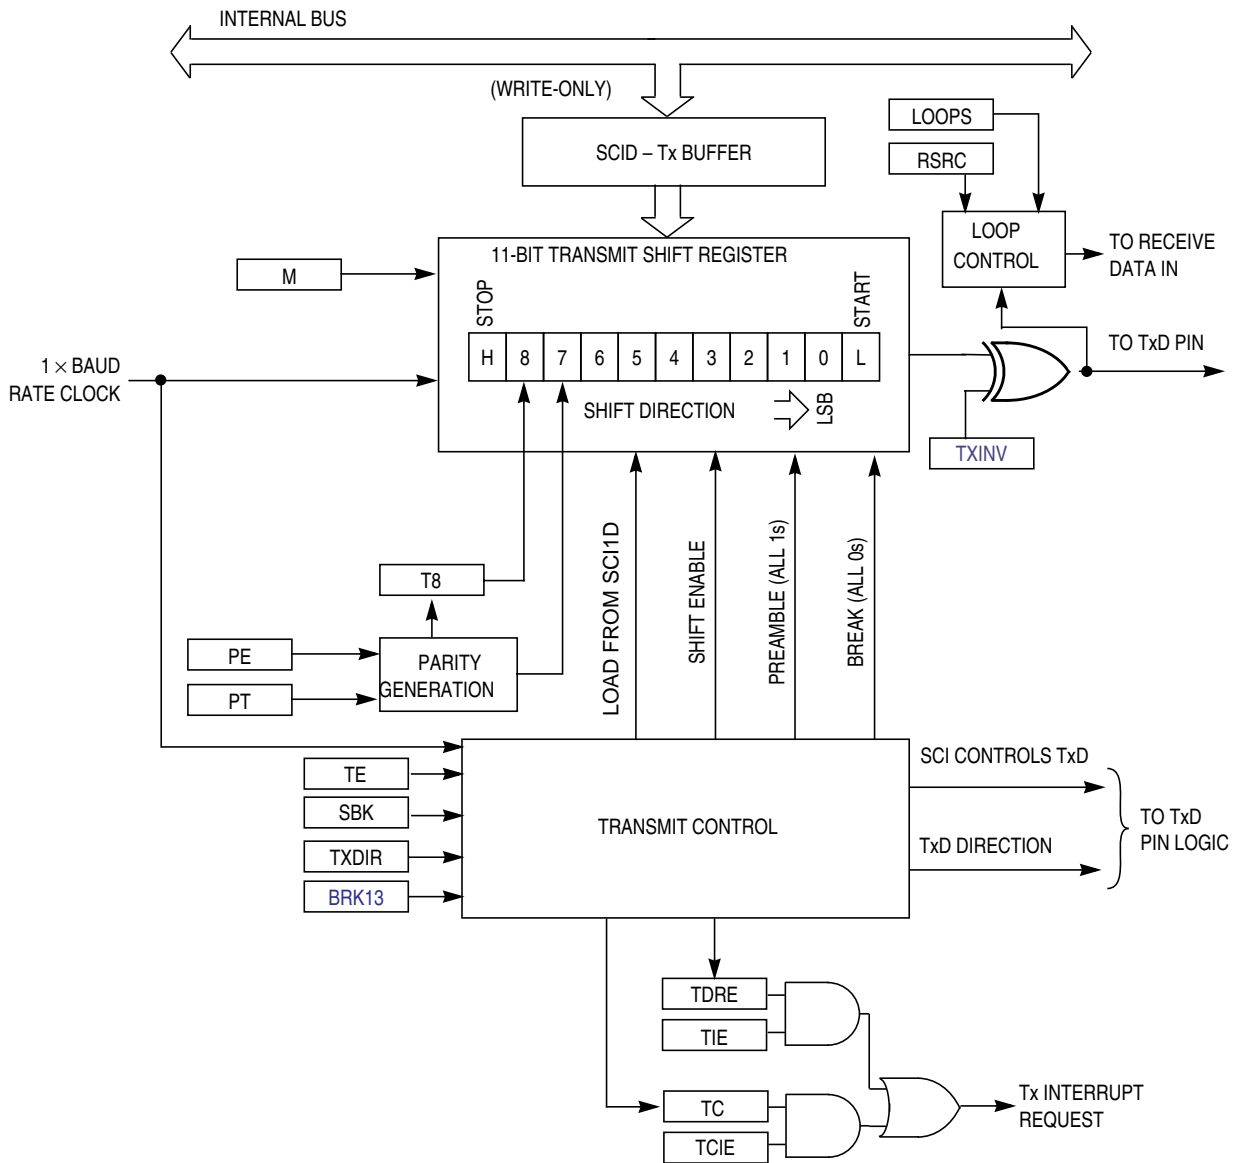 INTERNAL BUS
(WRITE-ONLY)
SCID – Tx BUFFER
LOOPS
RSRC
LOOP
CONTROL
TO RECEIVE
DATA IN
11-BIT TRANSMIT SHIFT REGISTER
M
STOP
START
H 8 7 6 5 4 3 2 1 0 L
SHIFT DIRECTION
LSB
1 × BAUD
RATE CLOCK
TO TxD PIN
TXINV
T8
PE
PT
PARITY
GENERATION
LOAD FROM SCI1D
SHIFT ENABLE
PREAMBLE (ALL 1s)
BREAK (ALL 0s)
TE
SBK
TXDIR
BRK13
TRANSMIT CONTROL
SCI CONTROLS TxD
TxD DIRECTION
TO TxD
PIN LOGIC
TDRE
TIE
TC
TCIE
Tx INTERRUPT
REQUEST